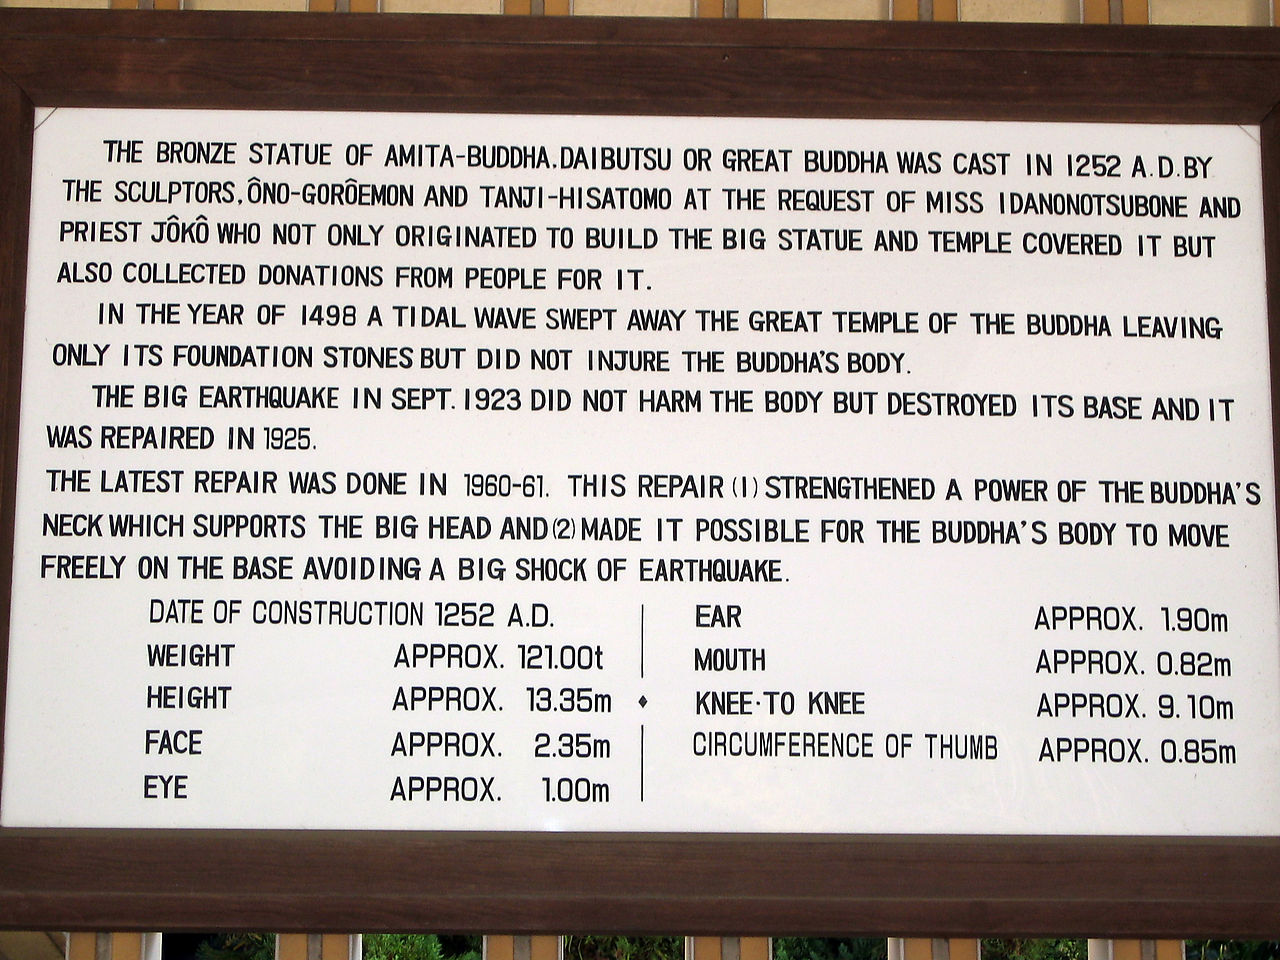 THE BRONZE STATUE OF AMITA-BUDDHA.DAIBUTSU OR GREAT BUDDHA WAS CAST IN 1252 A.D.BY
THE SCULPTORS.ÔNO-GORÔEMON AND TANJI-HISATOMO AT THE REQUEST OF MISS IDANONOTSUBONE AND
PRIEST JÔKÔ WHO NOT ONLY ORIGINATED TO BUILD THE BIG STATUE AND TEMPLE COVERED IT BUT
ALSO COLLECTED DONATIONS FROM PEOPLE FOR IT.
IN THE YEAR OF 1498 A TIDAL WAVE SWEPT AWAY THE GREAT TEMPLE OF THE BUDDHA LEAVING
ONLY ITS FOUNDATION STONES BUT DID NOT INJURE THE BUDDHA'S BODY.
THE BIG EARTHQUAKE IN SEPT. 1923 DID NOT HARM THE BODY BUT DESTROYED ITS BASE AND IT
WAS REPAIRED IN 1925.
THE LATEST REPAIR WAS DONE IN 1960-61. THIS REPAIR (1) STRENGTHENED A POWER OF THE BUDDHA'S
NECK WHICH SUPPORTS THE BIG HEAD AND (2) MADE IT POSSIBLE FOR THE BUDDHA'S BODY TO MOVE
FREELY ON THE BASE AVOIDING A BIG SHOCK OF EARTHQUAKE.
DATE OF CONSTRUCTION 1252 A.D.
WEIGHT APPROX. 121.00t
HEIGHT APPROX. 13.35m
FACE APPROX. 2.35m
EYE APPROX. 1.00m
EAR APPROX. 1.90m
MOUTH APPROX. 0.82m
KNEE·TO KNEE APPROX. 9.10m
CIRCUMFERENCE OF THUMB APPROX. 0.85m